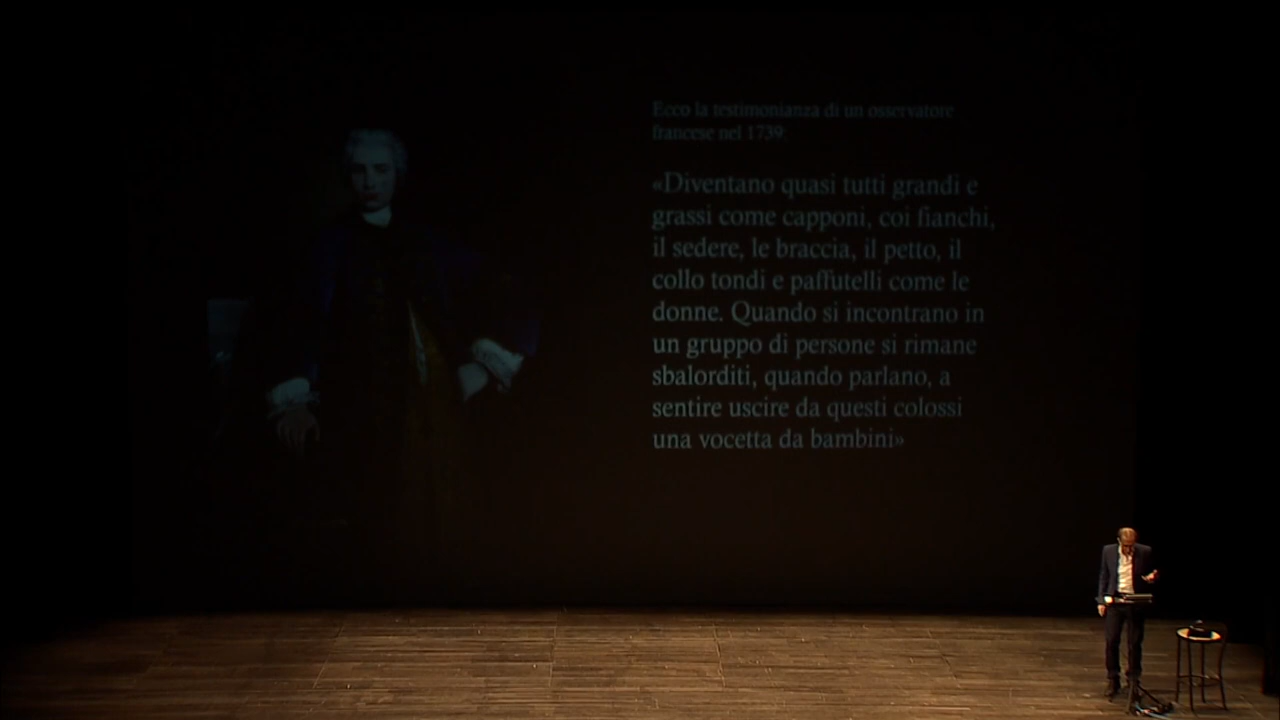 Ecco la testimonianza di un osservatore
francese nel 1739:
«Diventano quasi tutti grandi e
grassi come capponi, coi fianchi,
il sedere, le braccia, il petto, il
collo tondi e paffutelli come le
donne. Quando si incontrano in
un gruppo di persone si rimane
sbalorditi, quando parlano, a
sentire uscire da questi colossi
una vocetta da bambini»